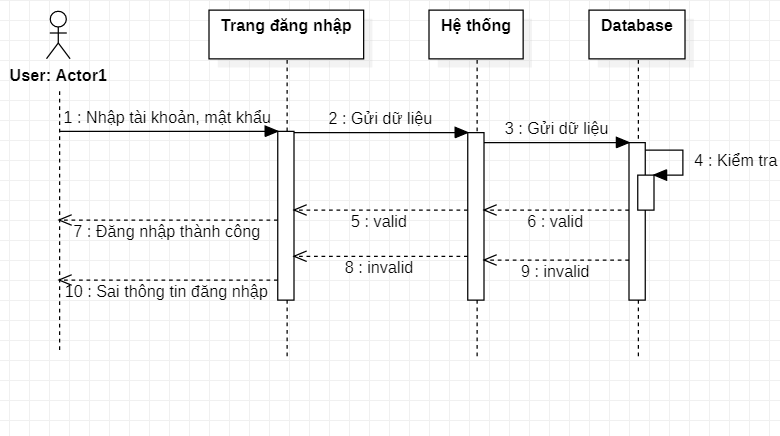 Trang đăng nhập
Hệ thống
Database
User: Actor1
1 : Nhập tài khoản, mật khẩu
2 : Gửi dữ liệu
3 : Gửi dữ liệu
4 : Kiểm tra
5 : valid
6 : valid
7 : Đăng nhập thành công
8 : invalid
9 : invalid
10 : Sai thông tin đăng nhập